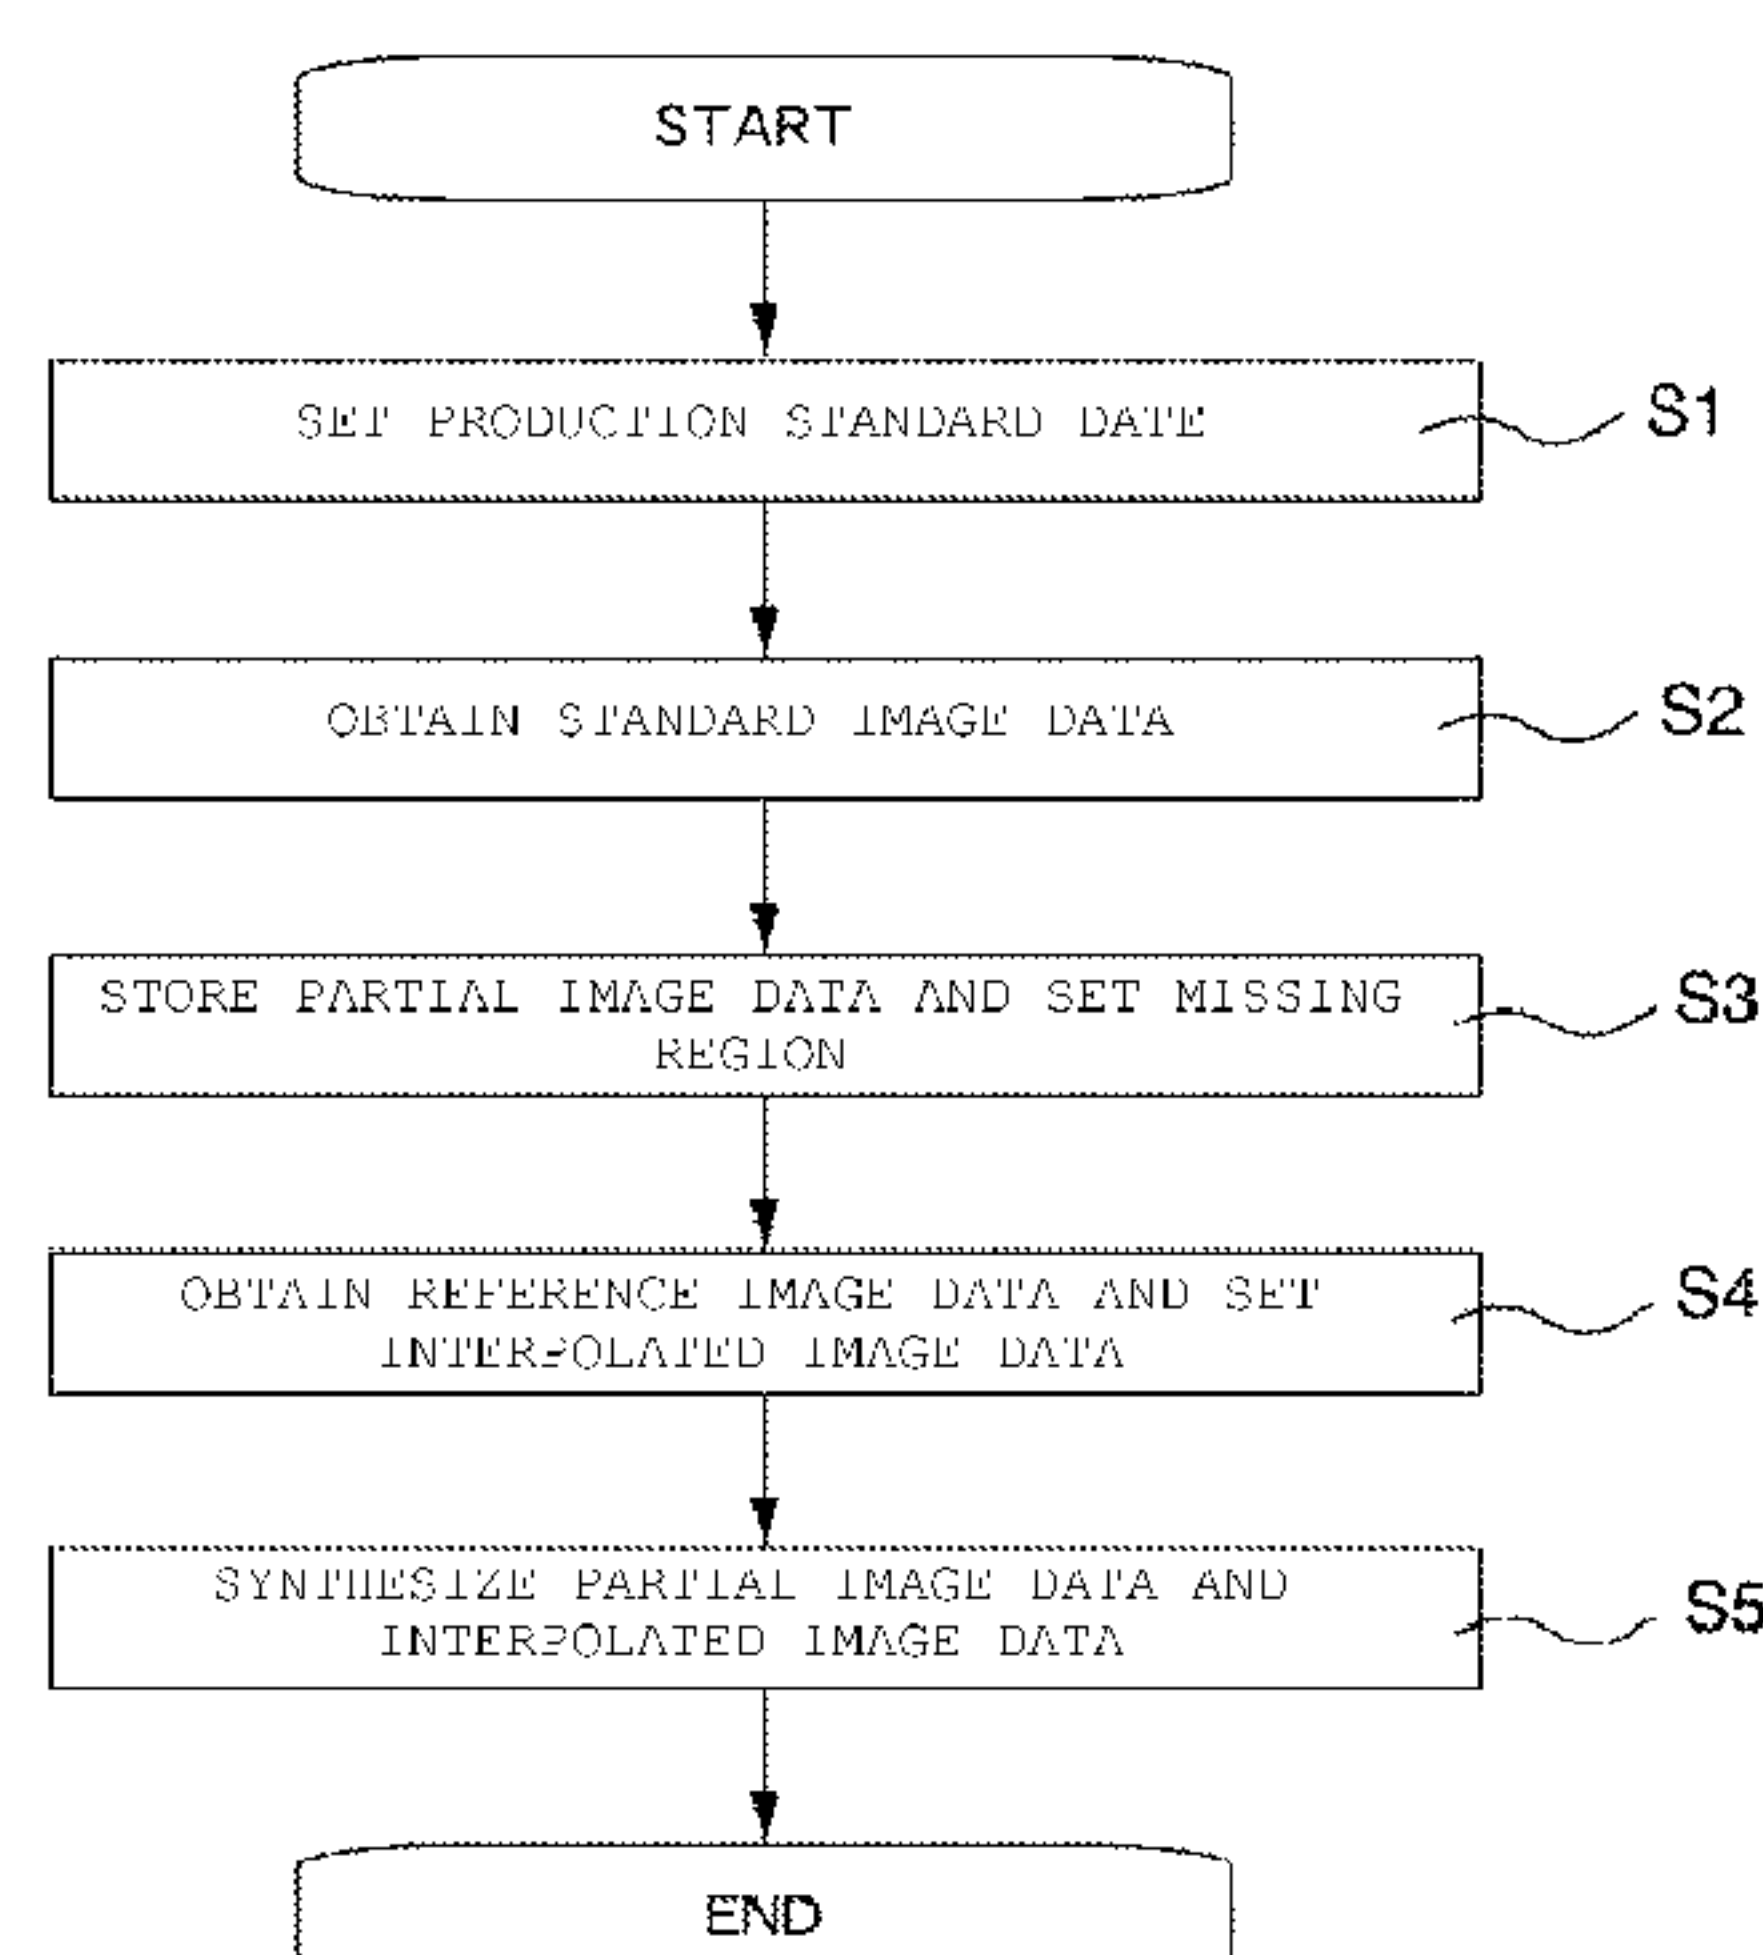 START
SET PRODUCTION STANDARD DATE
S1
OBTAIN STANDARD IMAGE DATA
S2
STORE PARTIAL IMAGE DATA AND SET MISSING
REGION
S3
OBTAIN REFERENCE IMAGE DATA AND SET
INTERPOLATED IMAGE DATA
S4
SYNTHESIZE PARTIAL IMAGE DATA AND
INTERPOLATED IMAGE DATA
S5
END